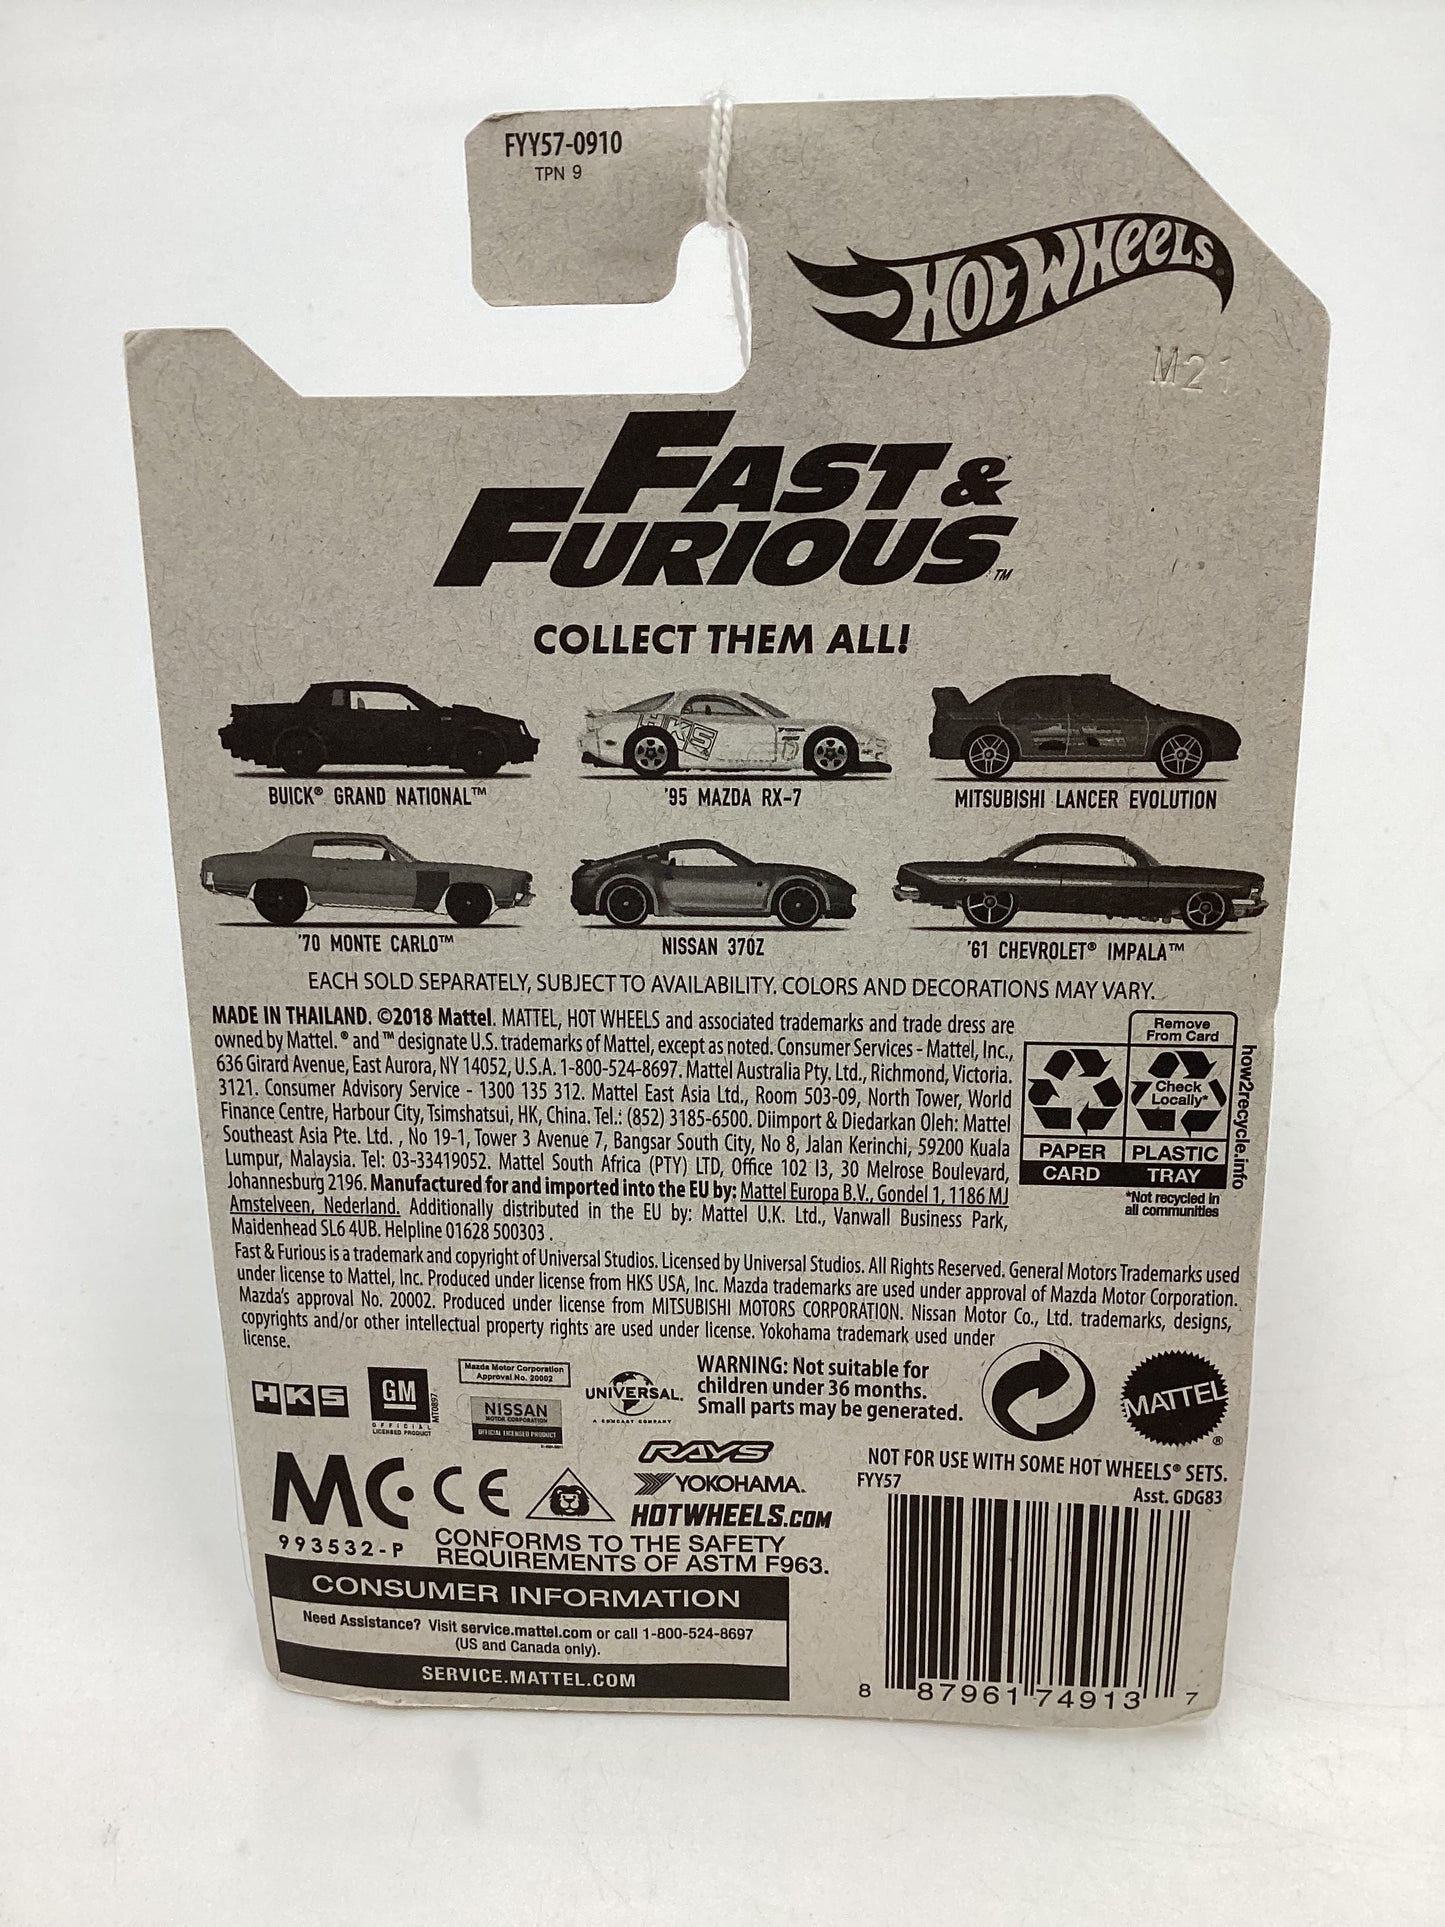 FYY57-0910
TPN 9
HOT WHEELS
M21
FAST &
FURIOUS™
COLLECT THEM ALL!
HKS
BUICK® GRAND NATIONAL™
'95 MAZDA RX-7
MITSUBISHI LANCER EVOLUTION
'70 MONTE CARLO™
NISSAN 370Z
'61 CHEVROLET® IMPALA™
EACH SOLD SEPARATELY, SUBJECT TO AVAILABILITY. COLORS AND DECORATIONS MAY VARY.
MADE IN THAILAND. ©2018 Mattel. MATTEL, HOT WHEELS and associated trademarks and trade dress are
owned by Mattel. ® and ™ designate U.S. trademarks of Mattel, except as noted. Consumer Services - Mattel, Inc.,
636 Girard Avenue, East Aurora, NY 14052, U.S.A. 1-800-524-8697. Mattel Australia Pty. Ltd., Richmond, Victoria.
3121. Consumer Advisory Service - 1300 135 312. Mattel East Asia Ltd., Room 503-09, North Tower, World
Finance Centre, Harbour City, Tsimshatsui, HK, China. Tel.: (852) 3185-6500. Diimport & Diedarkan Oleh: Mattel
Southeast Asia Pte. Ltd. , No 19-1, Tower 3 Avenue 7, Bangsar South City, No 8, Jalan Kerinchi, 59200 Kuala
Lumpur, Malaysia. Tel: 03-33419052. Mattel South Africa (PTY) LTD, Office 102 I3, 30 Melrose Boulevard,
Johannesburg 2196. Manufactured for and imported into the EU by: Mattel Europa B.V., Gondel 1, 1186 MJ
Amstelveen, Nederland. Additionally distributed in the EU by: Mattel U.K. Ltd., Vanwall Business Park,
Maidenhead SL6 4UB. Helpline 01628 500303 .
Remove
From Card
Check
Locally*
PAPER
PLASTIC
CARD
TRAY
*Not recycled in
all communities
how2recycle.info
Fast & Furious is a trademark and copyright of Universal Studios. Licensed by Universal Studios. All Rights Reserved. General Motors Trademarks used
under license to Mattel, Inc. Produced under license from HKS USA, Inc. Mazda trademarks are used under approval of Mazda Motor Corporation.
Mazda's approval No. 20002. Produced under license from MITSUBISHI MOTORS CORPORATION. Nissan Motor Co., Ltd. trademarks, designs,
copyrights and/or other intellectual property rights are used under license. Yokohama trademark used under
license.
HKS
GM
OFFICIAL
LICENSED PRODUCT
MT0897
Mazda Motor Corporation
Approval No. 20002
NISSAN
MOTOR CORPORATION
OFFICIAL LICENSED PRODUCT
UNIVERSAL
A COMCAST COMPANY
WARNING: Not suitable for
children under 36 months.
Small parts may be generated.
MATTEL®
RAYS
YOKOHAMA.
HOTWHEELS.COM
NOT FOR USE WITH SOME HOT WHEELS® SETS.
FYY57
Asst. GDG83
MC CE
993532-P
CONFORMS TO THE SAFETY
REQUIREMENTS OF ASTM F963.
CONSUMER INFORMATION
Need Assistance? Visit service.mattel.com or call 1-800-524-8697
(US and Canada only).
SERVICE.MATTEL.COM
8 87961 74913 7